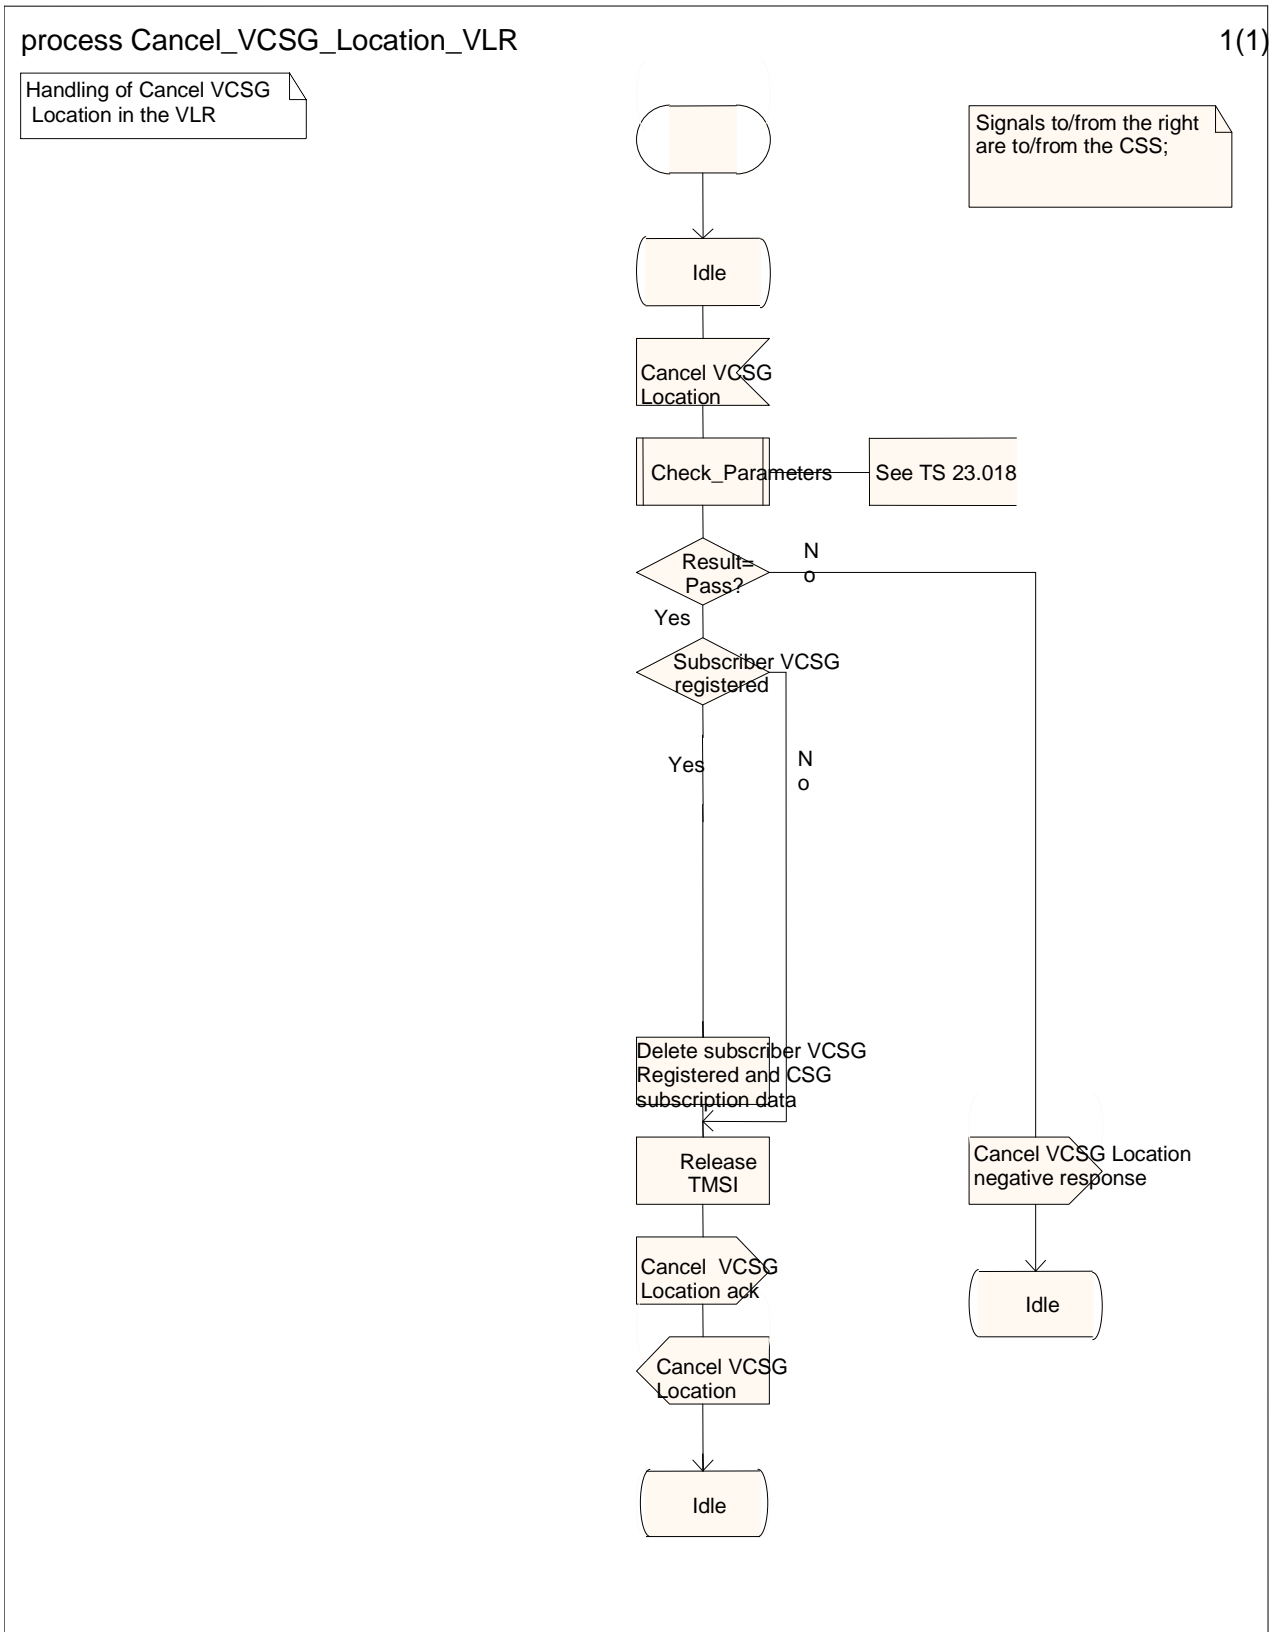 process Cancel_VCSG_Location_VLR
1(1)
Handling of Cancel VCSG
Location in the VLR
Signals to/from the right
are to/from the CSS;
Idle
Cancel VCSG
Location
Check_Parameters
See TS 23.018
Result=
Pass?
N
o
Yes
Subscriber VCSG
registered
Yes
N
o
Delete subscriber VCSG
Registered and CSG
subscription data
Release
TMSI
Cancel VCSG Location
negative response
Cancel  VCSG
Location ack
Idle
Cancel VCSG
Location
Idle